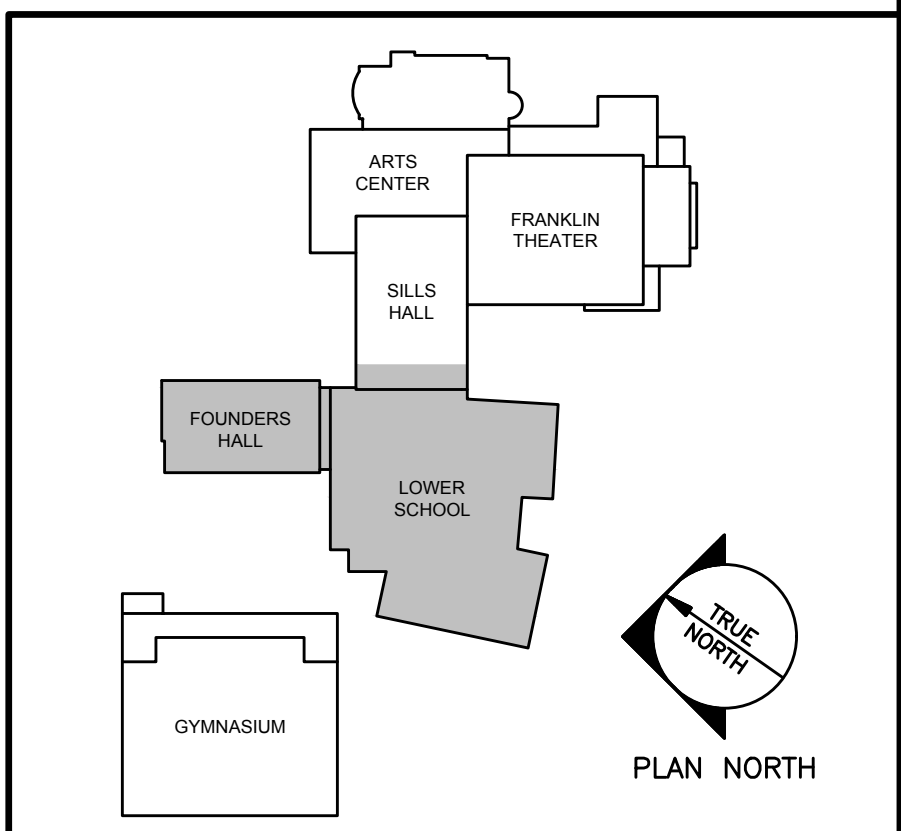 ARTS
CENTER
FRANKLIN
THEATER
SILLS
HALL
FOUNDERS
HALL
LOWER
SCHOOL
TRUE
NORTH
GYMNASIUM
PLAN NORTH